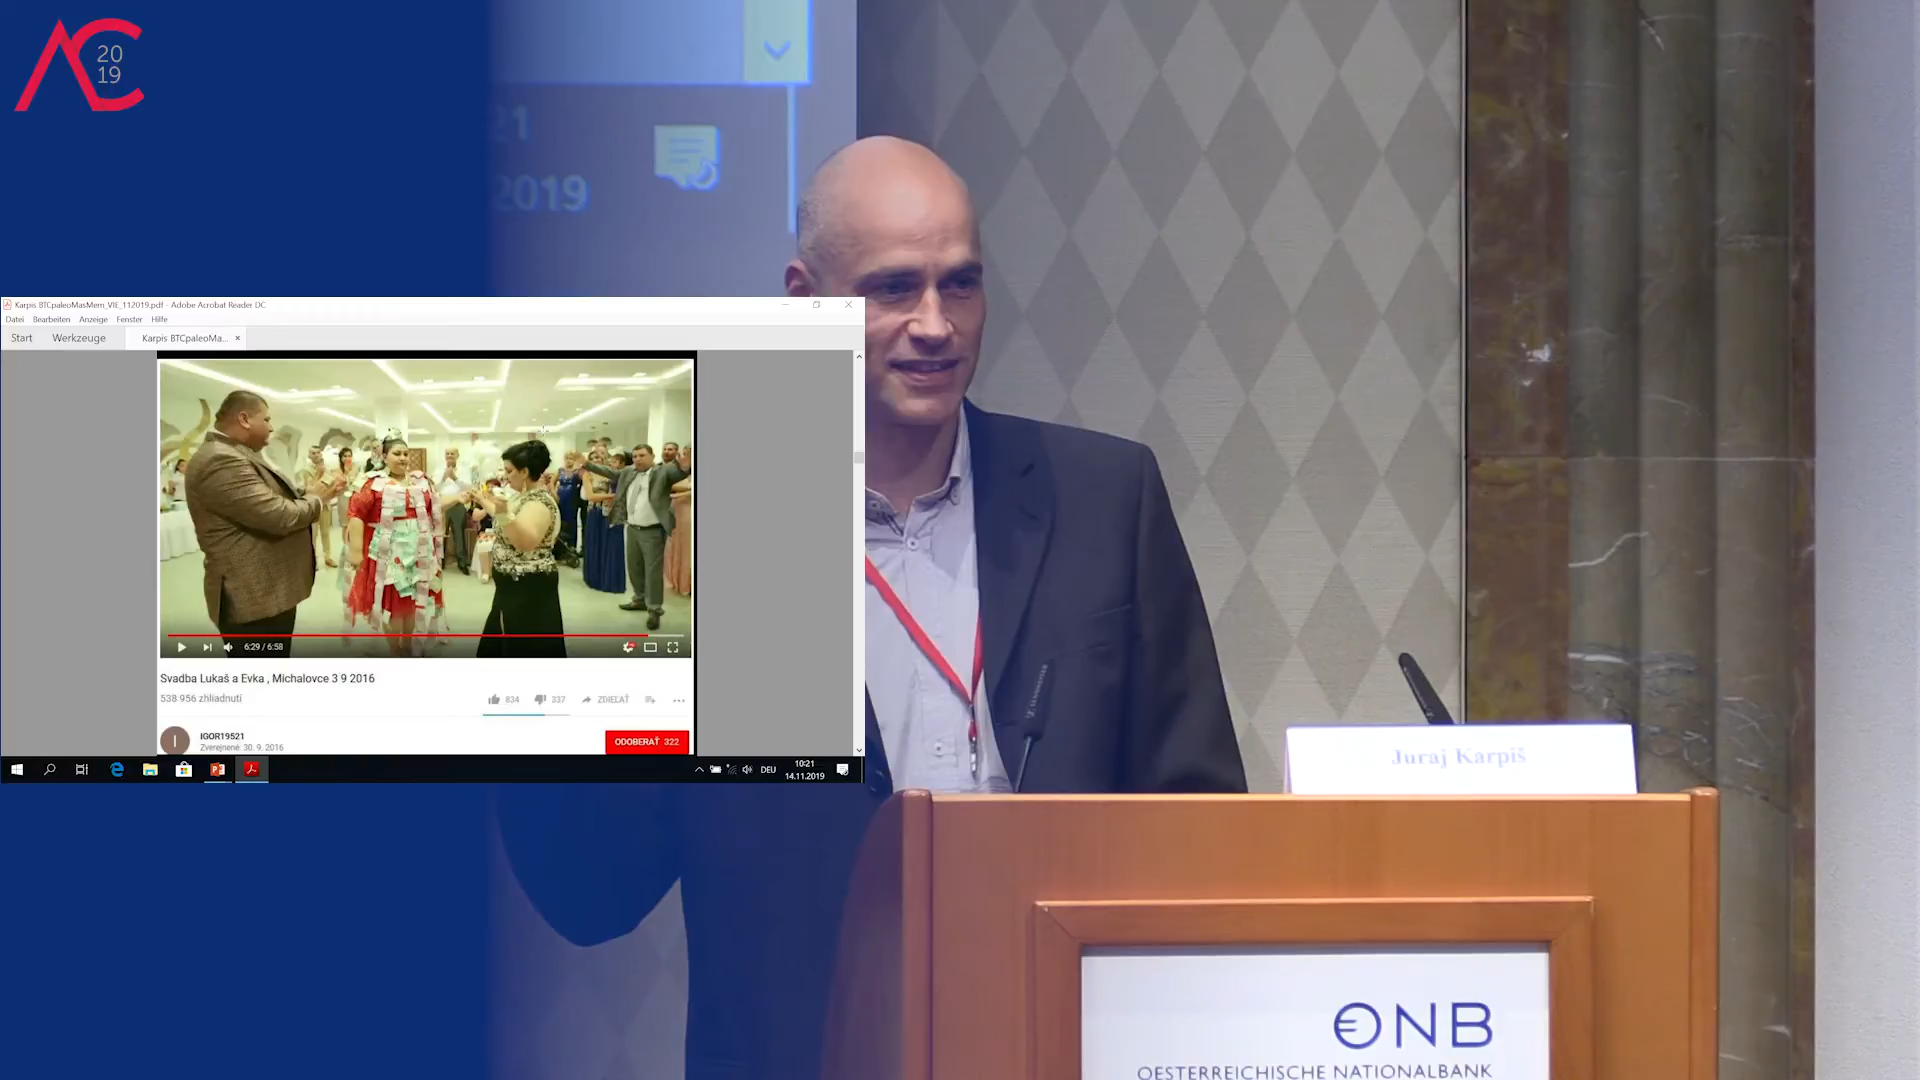 20
19
21
2019
Karpis BTCpaleoMasMem_VIE_112019.pdf - Adobe Acrobat Reader DC
Datei Bearbeiten Anzeige Fenster Hilfe
Start Werkzeuge Karpis BTCpaleoMa...
6:29 / 6:58
Svadba Lukaš a Evka , Michalovce 3 9 2016
538 956 zhliadnutí
834 337 ZDIEĽAŤ
I
IGOR19521
Zverejnené 30. 9. 2016
ODOBERAŤ 322
DEU
10:21
14.11.2019
Juraj Karpiš
ONB
OESTERREICHISCHE NATIONALBANK